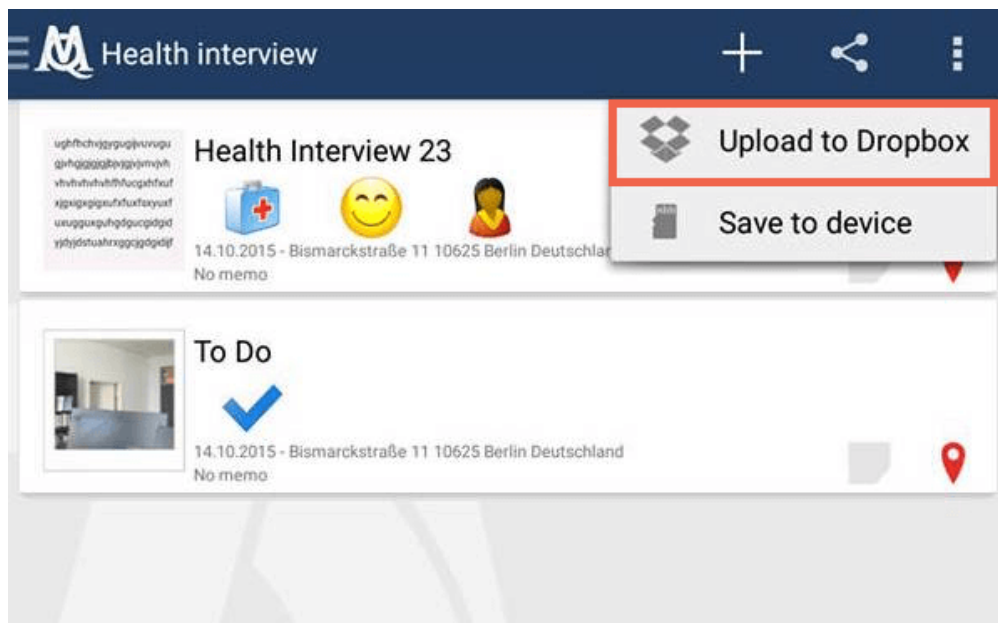 Health interview
Upload to Dropbox
Save to device
Health Interview 23
14.10.2015 - Bismarckstraße 11 10625 Berlin Deutschlar
No memo
To Do
14.10.2015 - Bismarckstraße 11 10625 Berlin Deutschland
No memo